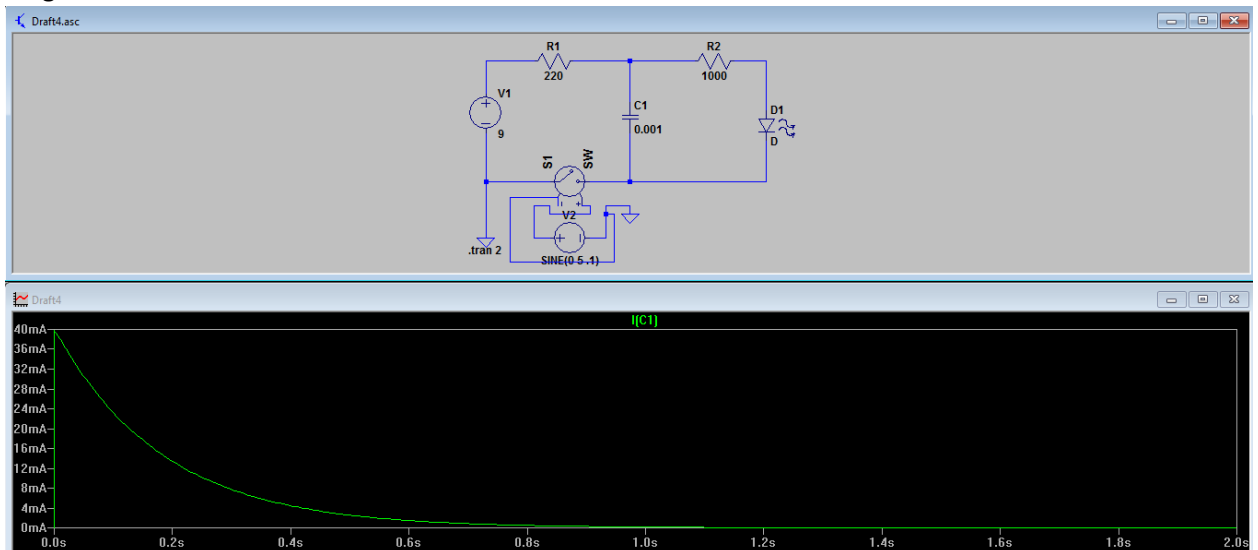 Draft4.asc
R1
220
R2
1000
V1
9
C1
0.001
D1
D
S1
SW
V2
.tran 2
SINE(0 5 .1)
Draft4
I(C1)
40mA
36mA
32mA
28mA
24mA
20mA
16mA
12mA
8mA
4mA
0mA
0.0s 0.2s 0.4s 0.6s 0.8s 1.0s 1.2s 1.4s 1.6s 1.8s 2.0s